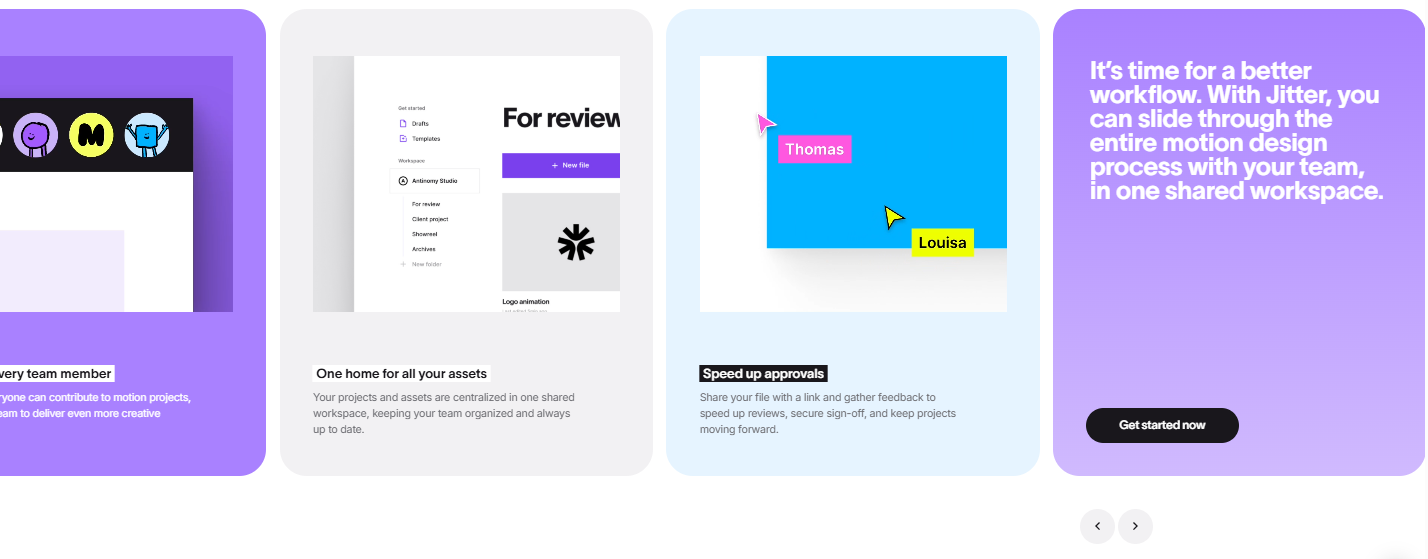 very team member
ryone can contribute to motion projects,
eam to deliver even more creative
Get started
Drafts
Templates
Workspace
Antinomy Studio
For review
Client project
Showreel
Archives
New folder
For review
+ New file
Logo animation
One home for all your assets
Your projects and assets are centralized in one shared
workspace, keeping your team organized and always
up to date.
Thomas
Louisa
Speed up approvals
Share your file with a link and gather feedback to
speed up reviews, secure sign-off, and keep projects
moving forward.
It's time for a better
workflow. With Jitter, you
can slide through the
entire motion design
process with your team,
in one shared workspace.
Get started now